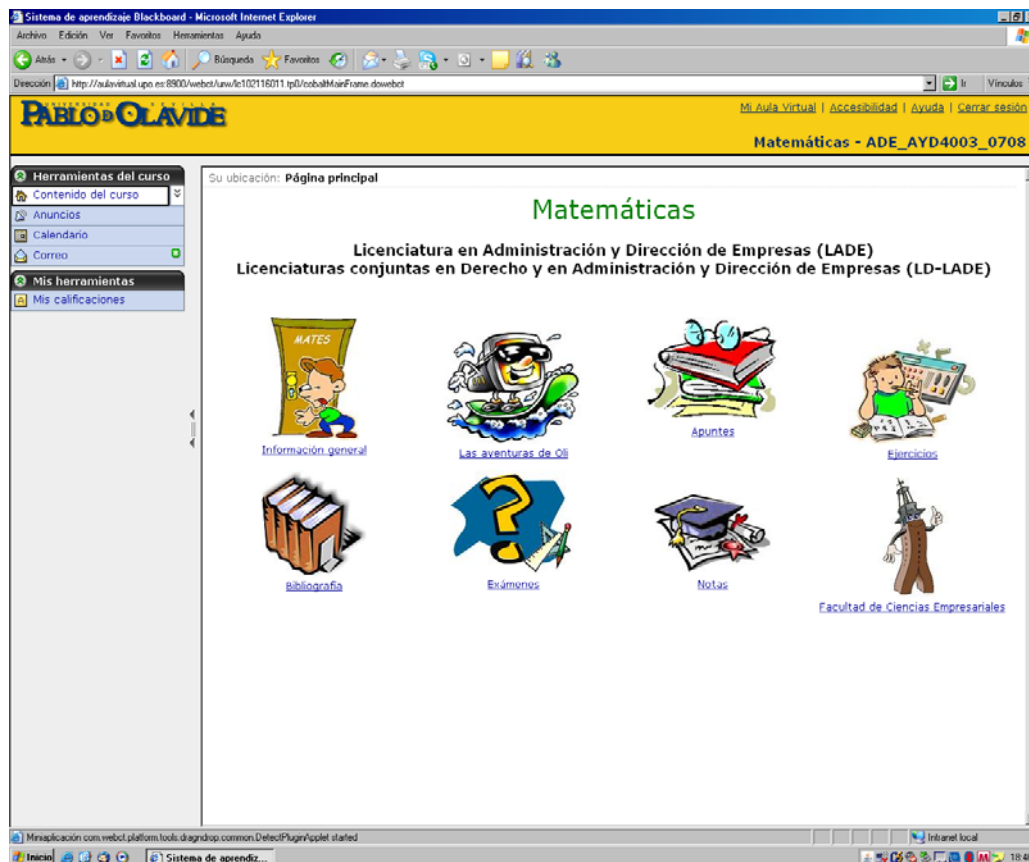 Sistema de aprendizaje Blackboard - Microsoft Internet Explorer
Archivo Edición Ver Favoritos Herramientas Ayuda
Atrás Búsqueda Favoritos
Dirección http://aulavirtual.upo.es:8900/webct/urw/lc102116011.tp0/cobaltMainFrame.dowebct Ir Vínculos
UNIVERSIDAD SEVILLA
PABLO DE OLAVIDE
Mi Aula Virtual | Accesibilidad | Ayuda | Cerrar sesión
Matemáticas - ADE_AYD4003_0708
Herramientas del curso
Contenido del curso
Anuncios
Calendario
Correo
Mis herramientas
Mis calificaciones
Su ubicación: Página principal
Matemáticas
Licenciatura en Administración y Dirección de Empresas (LADE)
Licenciaturas conjuntas en Derecho y en Administración y Dirección de Empresas (LD-LADE)
MATES
Información general
Las aventuras de Oli
Apuntes
Ejercicios
Bibliografía
Exámenes
Notas
Facultad de Ciencias Empresariales
Miniaplicación com.webct.platform.tools.dragndrop.common.DetectPluginApplet started
Intranet local
Inicio
Sistema de aprendiz...